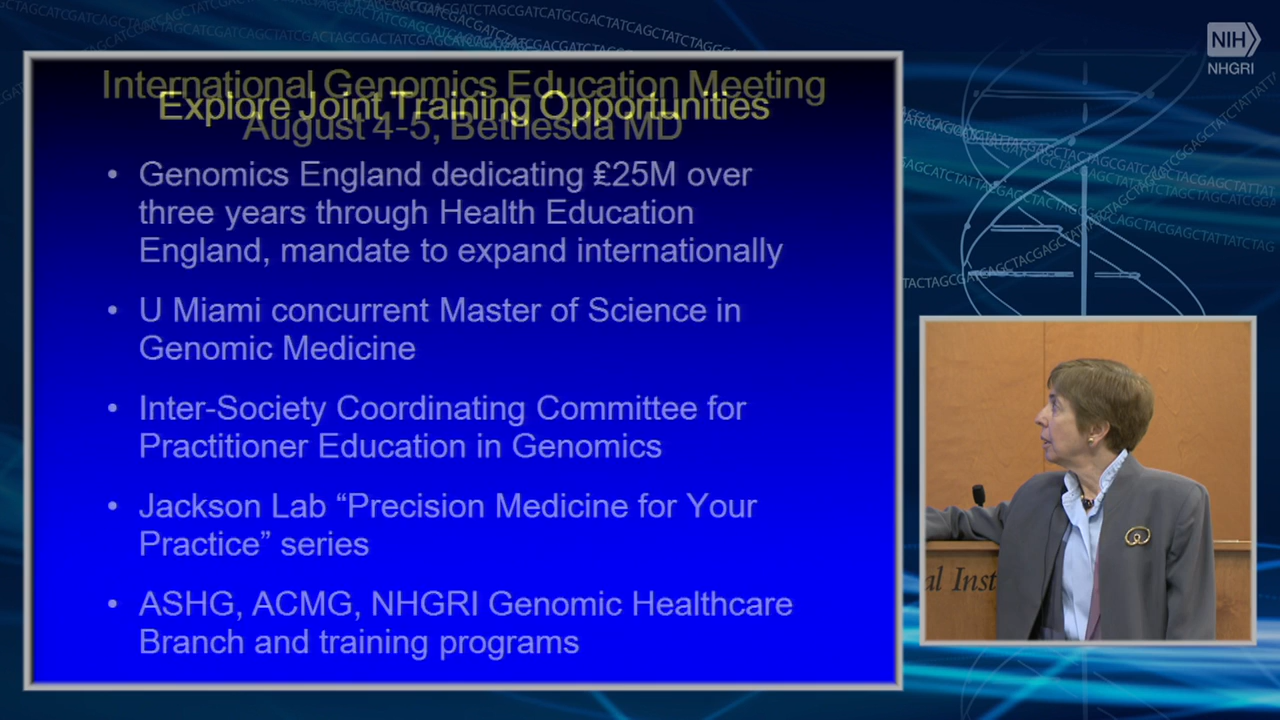 NIH
NHGRI
International Genomics Education Meeting
Explore Joint Training Opportunities
August 4-5, Bethesda MD
• Genomics England dedicating ₤25M over
three years through Health Education
England, mandate to expand internationally
• U Miami concurrent Master of Science in
Genomic Medicine
• Inter-Society Coordinating Committee for
Practitioner Education in Genomics
• Jackson Lab “Precision Medicine for Your
Practice” series
• ASHG, ACMG, NHGRI Genomic Healthcare
Branch and training programs
al Inst